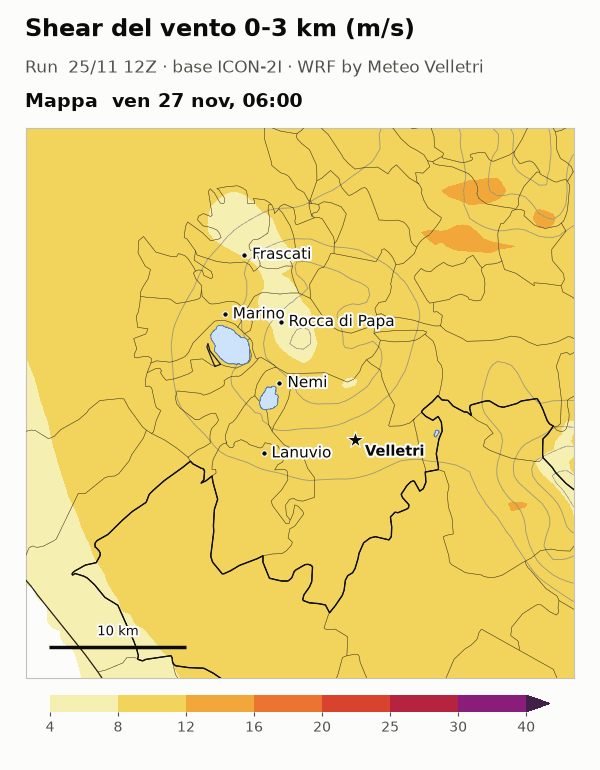 Shear del vento 0-3 km (m/s)
Run  25/11 12Z · base ICON-2I · WRF by Meteo Velletri
Mappa  ven 27 nov, 06:00
Frascati
Marino
Rocca di Papa
Nemi
Velletri
Lanuvio
10 km
4 8 12 16 20 25 30 40